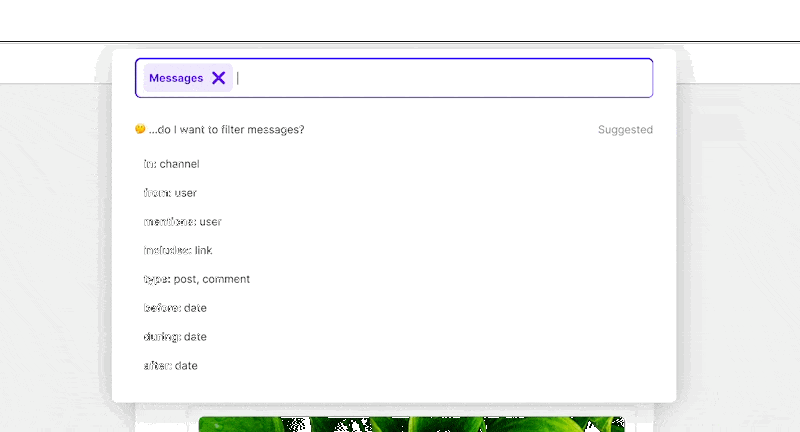 Messages
🤔 ...do I want to filter messages? Suggested
in: channel
from: user
mentions: user
includes: link
type: post, comment
before: date
during: date
after: date